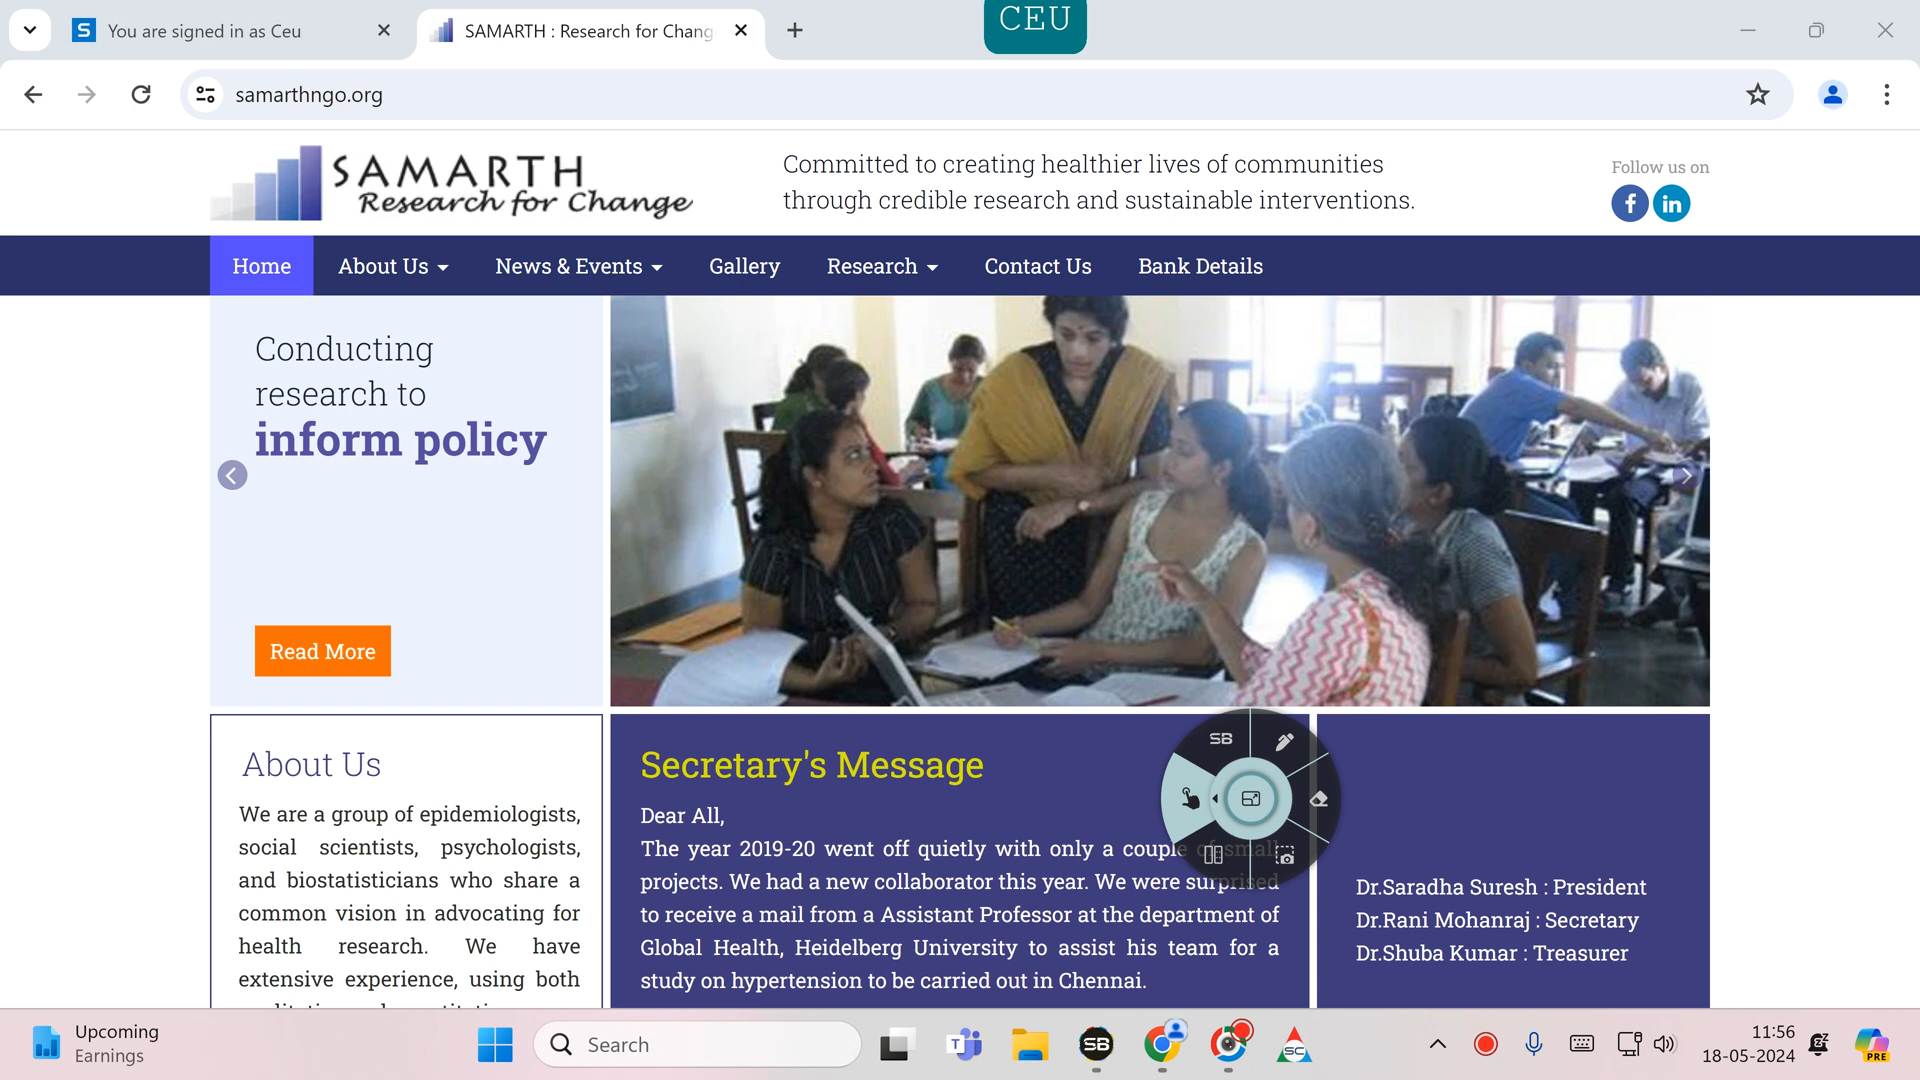 You are signed in as Ceu
SAMARTH : Research for Chang
CEU
samarthngo.org
SAMARTH
Research for Change
Committed to creating healthier lives of communities
through credible research and sustainable interventions.
Follow us on
f in
Home About Us News & Events Gallery Research Contact Us Bank Details
Conducting
research to
inform policy
Read More
About Us
We are a group of epidemiologists,
social scientists, psychologists,
and biostatisticians who share a
common vision in advocating for
health research. We have
extensive experience, using both
Secretary's Message
Dear All,
The year 2019-20 went off quietly with only a couple of small
projects. We had a new collaborator this year. We were surprised
to receive a mail from a Assistant Professor at the department of
Global Health, Heidelberg University to assist his team for a
study on hypertension to be carried out in Chennai.
SB
Dr.Saradha Suresh : President
Dr.Rani Mohanraj : Secretary
Dr.Shuba Kumar : Treasurer
Upcoming
Earnings
Search
SB
SC
11:56
18-05-2024
PRE